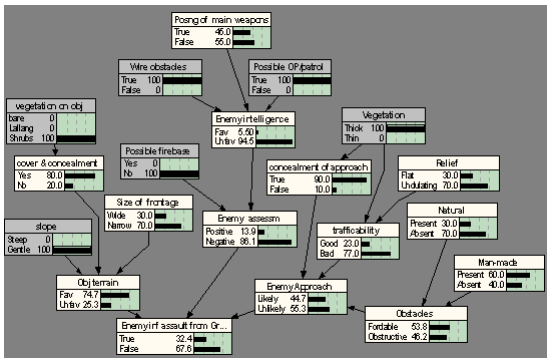 Posng of main weapons
True 45.0
False 55.0
Wire obstacles
True 100
False 0
Possible OP/patrol
True 100
False 0
vegetation on obj
bare 0
Lallang 0
Shrubs 100
Enemy intelligence
Fav 5.50
Unfav 94.5
Vegetation
Thick 100
Thin 0
cover & concealment
Yes 80.0
No 20.0
Possible firebase
Yes 0
No 100
concealment of approach
True 90.0
False 10.0
Relief
Flat 30.0
Undulating 70.0
Size of frontage
Wide 30.0
Narrow 70.0
slope
Steep 0
Gentle 100
Enemy assessm
Positive 13.9
Negative 86.1
trafficability
Good 23.0
Bad 77.0
Natural
Present 30.0
Absent 70.0
Man-made
Present 60.0
Absent 40.0
Obj terrain
Fav 74.7
Unfav 25.3
Enemy Approach
Likely 44.7
Unlikely 55.3
Obstacles
Fordable 53.8
Obstructive 46.2
Enemy inf assault from Gr...
True 32.4
False 67.6